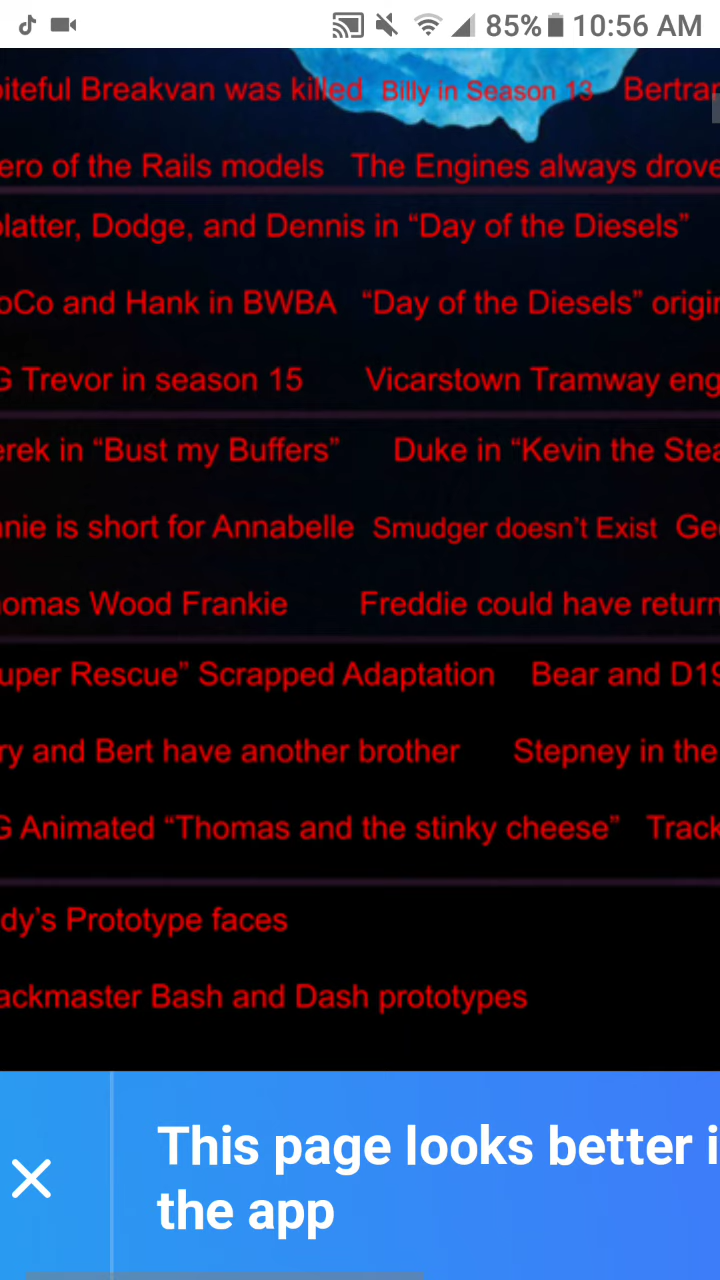 85% 10:56 AM
iteful Breakvan was killed Billy in Season 13 Bertrar
ero of the Rails models The Engines always drove
latter, Dodge, and Dennis in “Day of the Diesels”
oCo and Hank in BWBA “Day of the Diesels” origin
G Trevor in season 15 Vicarstown Tramway eng
erek in “Bust my Buffers” Duke in “Kevin the Stea
nnie is short for Annabelle Smudger doesn’t Exist Ge
omas Wood Frankie Freddie could have return
uper Rescue” Scrapped Adaptation Bear and D19
ry and Bert have another brother Stepney in the
G Animated “Thomas and the stinky cheese” Track
dy’s Prototype faces
ackmaster Bash and Dash prototypes
This page looks better i
the app